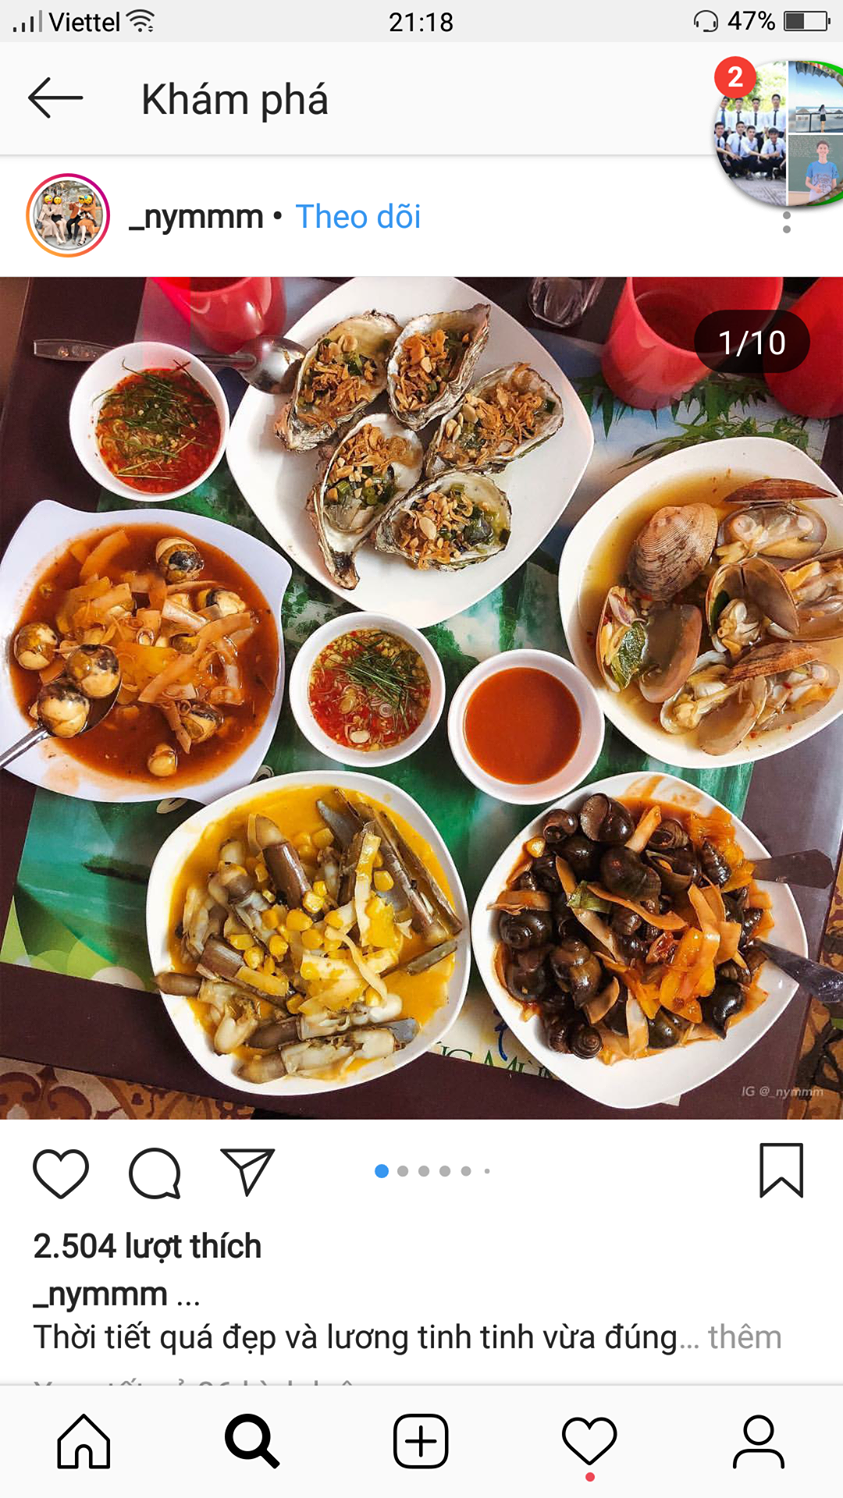 Viettel 21:18 47%
Khám phá
2
_nymmm • Theo dõi
1/10
IG @_nymmm
2.504 lượt thích
_nymmm ...
Thời tiết quá đẹp và lương tinh tinh vừa đúng... thêm